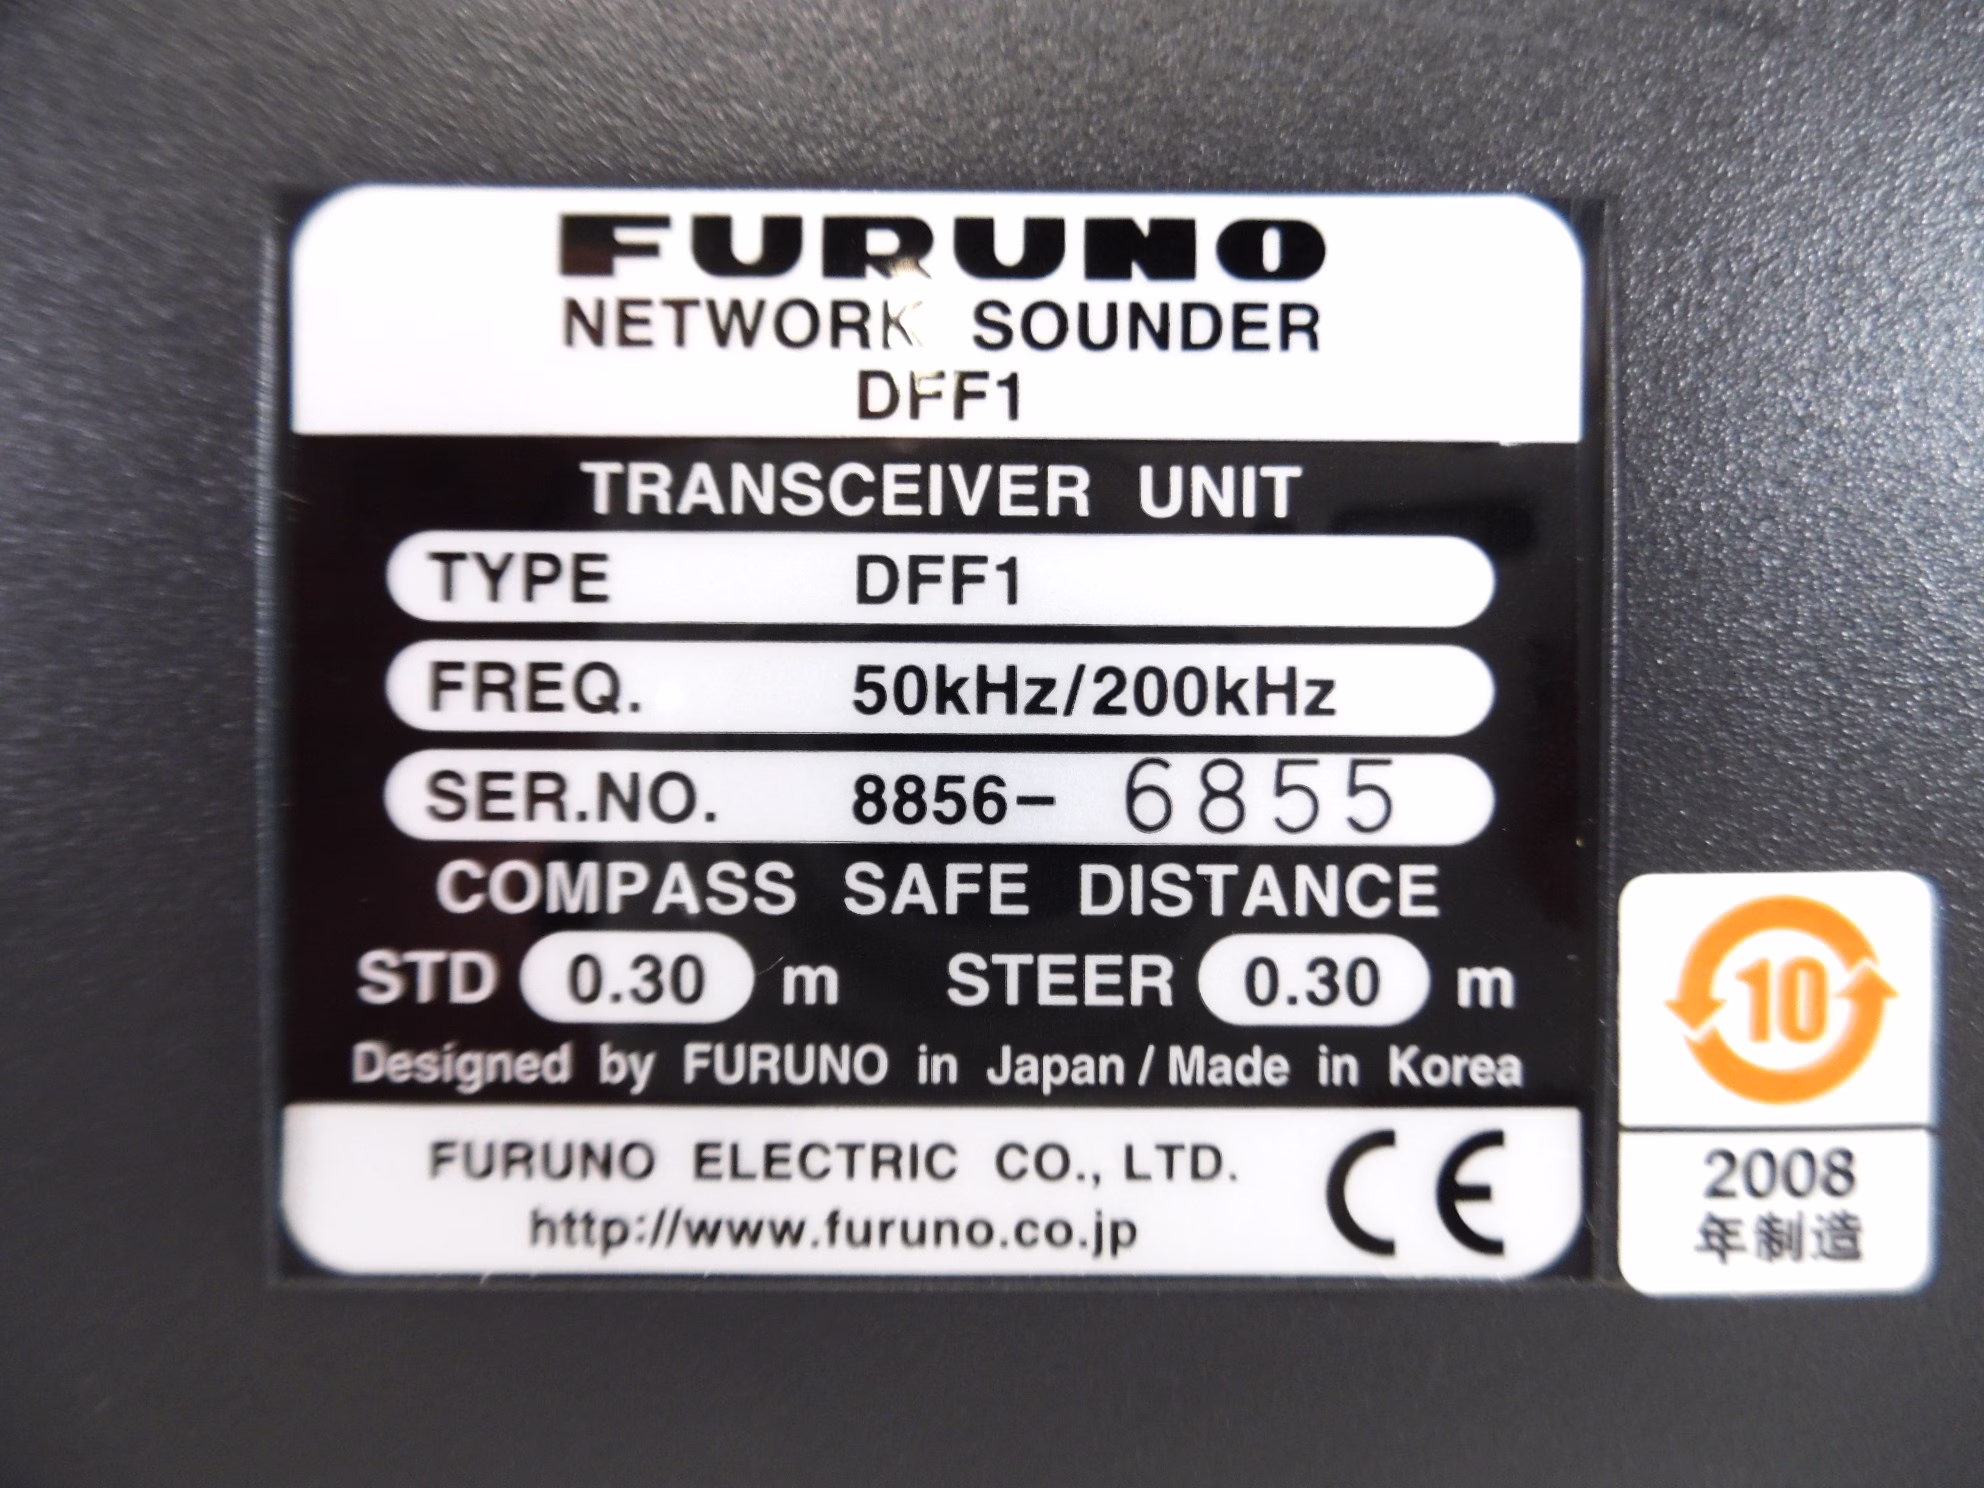 FURUNO
NETWORK SOUNDER
DFF1
TRANSCEIVER UNIT
TYPE DFF1
FREQ. 50kHz/200kHz
SER.NO. 8856- 6855
COMPASS SAFE DISTANCE
STD 0.30 m STEER 0.30 m
Designed by FURUNO in Japan / Made in Korea
FURUNO ELECTRIC CO., LTD.
http://www.furuno.co.jp
CE
10
2008
年制造